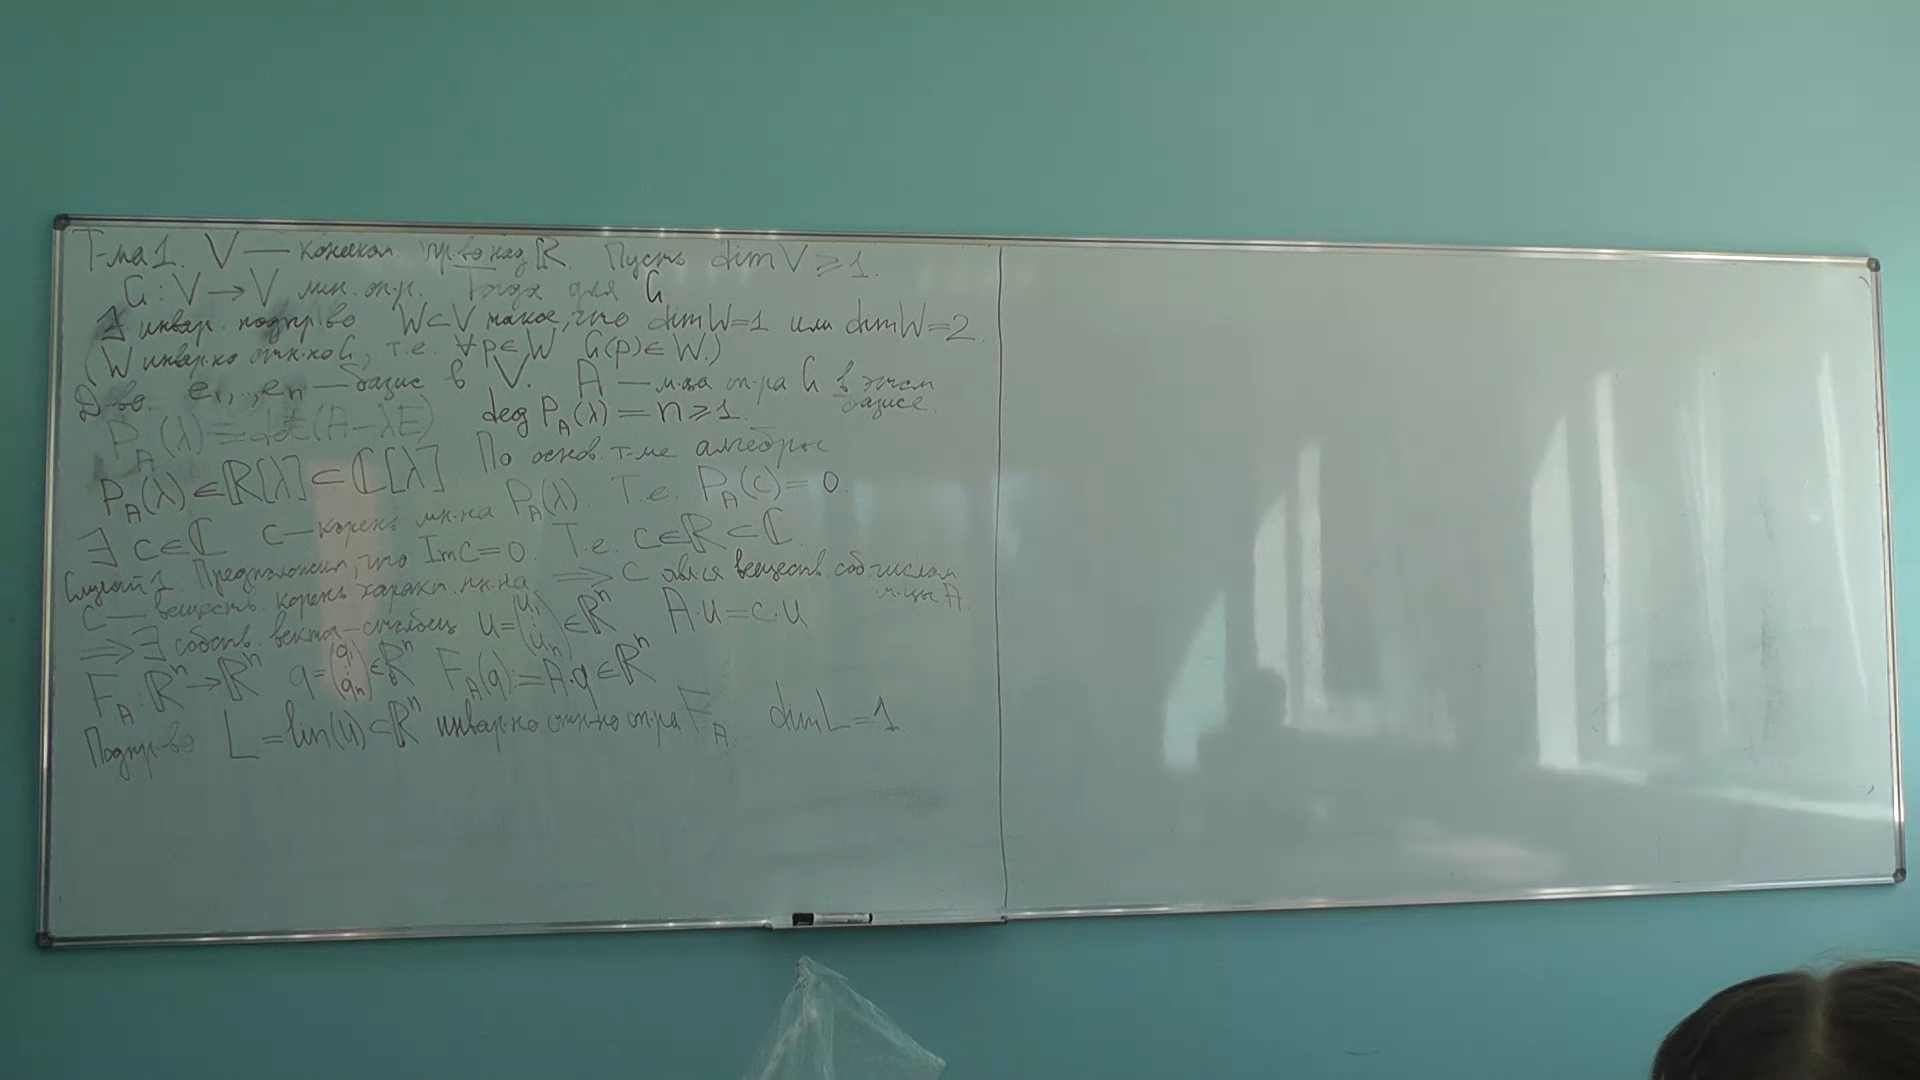 Т-ма 1. V — конечном. пр-во над ℝ. Пусть dim V ⩾ 1.
G : V → V лин. оп-р. Тогда для G
∃ инвар. подпр-во W⊂V такое, что dim W=1 или dim W=2.
(W инвар-но отн-но G, т.е. ∀p∈W G(p)∈W.)
Д-во. e₁,..,eₙ — базис в V. A — м-ца оп-ра G в этом базисе.
P_A(λ) = det(A-λE) deg P_A(λ) = n ⩾ 1.
P_A(λ) ∈ ℝ[λ] ⊂ ℂ[λ]. По основ. т-ме алгебры
∃ c∈ℂ c — корень мн-на P_A(λ). Т.е. P_A(c) = 0.
Случай 1. Предположим, что Im c = 0. Т.е. c∈ℝ⊂ℂ.
c — веществ. корень характ. мн-на ⟹ c явл-ся веществ. соб. числом м-цы A.
⟹ ∃ собств. вектор-столбец u = (u₁ ⋮ uₙ) ∈ ℝⁿ A·u = c·u
F_A : ℝⁿ → ℝⁿ q = (q₁ ⋮ qₙ) ∈ ℝⁿ F_A(q) := A·q ∈ ℝⁿ
Подпр-во L = lin(u) ⊂ ℝⁿ инвар-но отн-но оп-ра F_A. dim L = 1